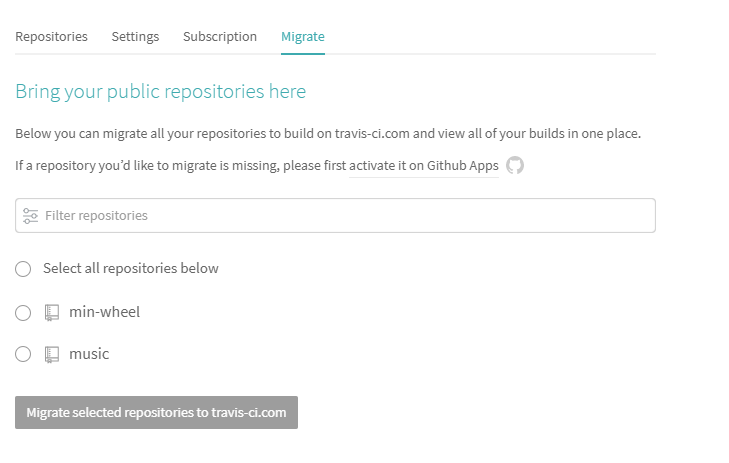 Repositories Settings Subscription Migrate
Bring your public repositories here
Below you can migrate all your repositories to build on travis-ci.com and view all of your builds in one place.
If a repository you’d like to migrate is missing, please first activate it on Github Apps
Filter repositories
Select all repositories below
min-wheel
music
Migrate selected repositories to travis-ci.com